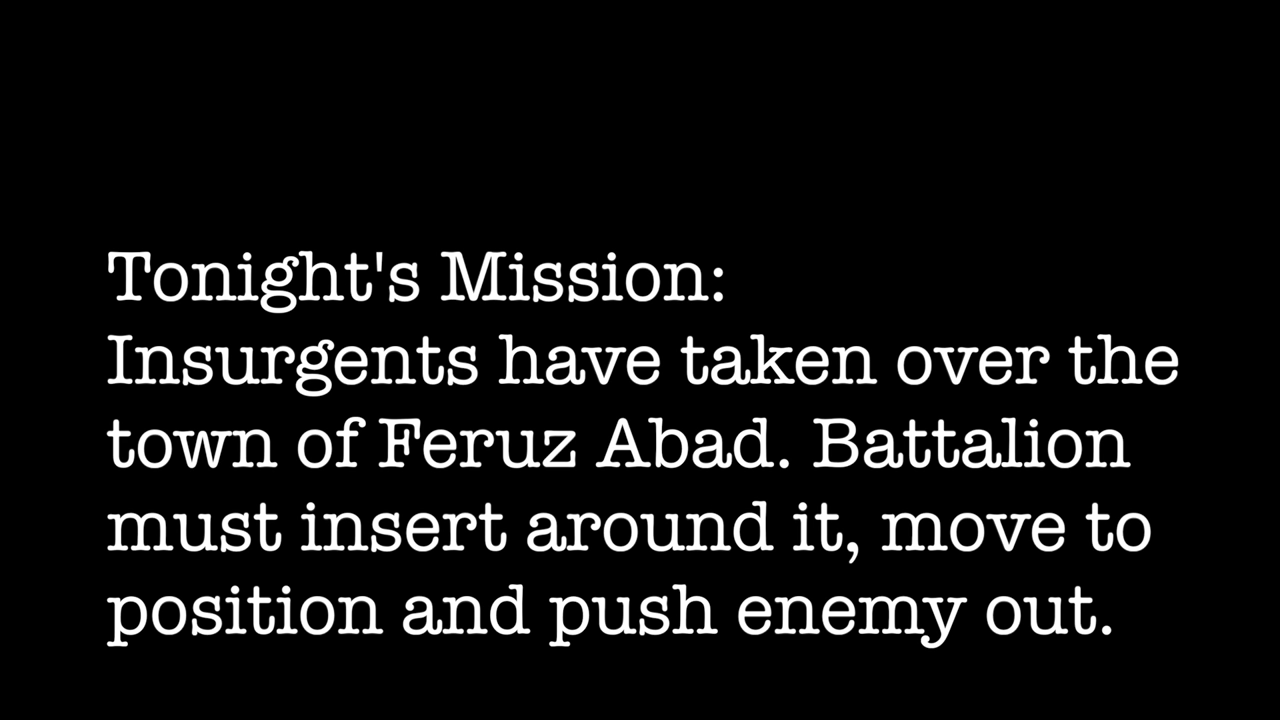 Tonight's Mission:
Insurgents have taken over the
town of Feruz Abad. Battalion
must insert around it, move to
position and push enemy out.